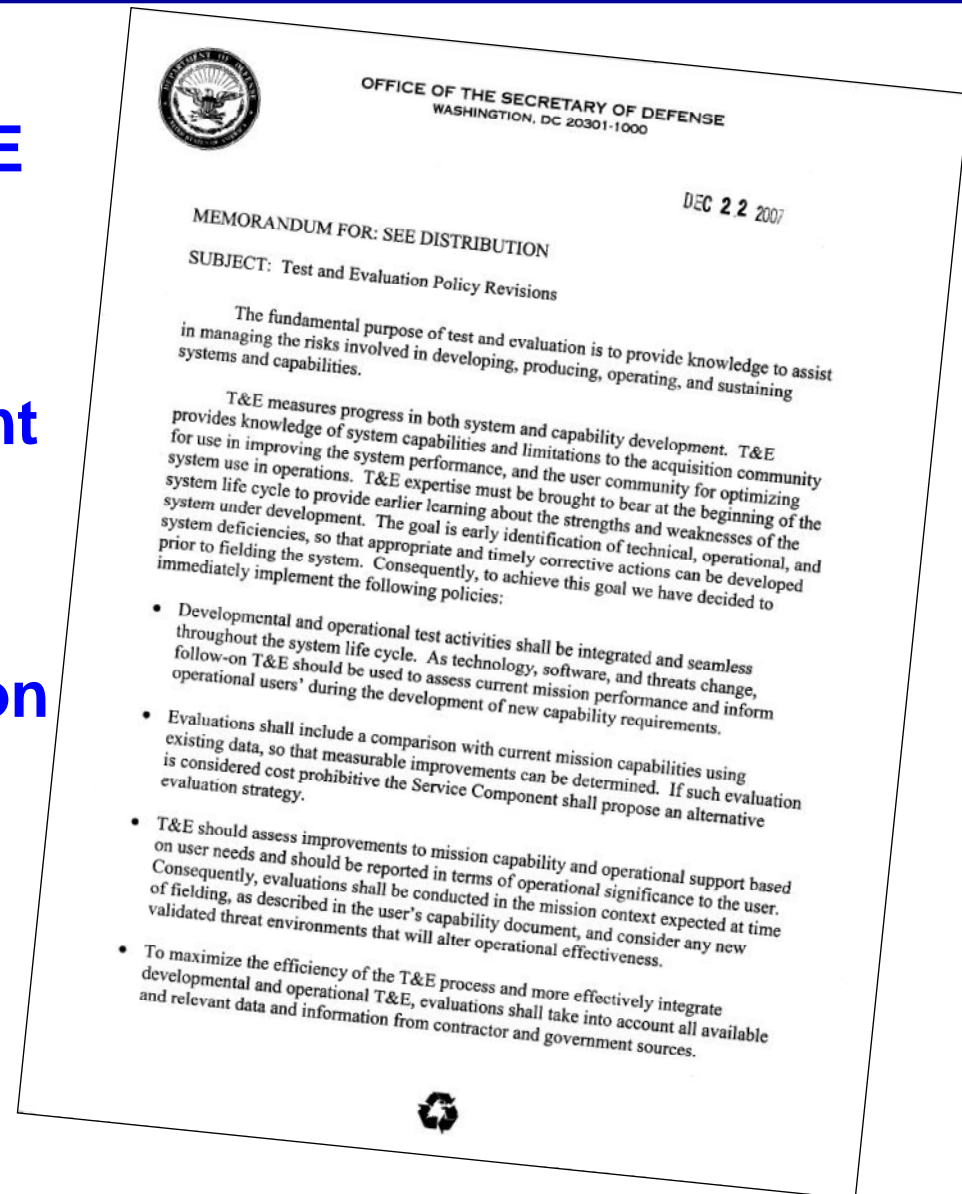 E
nt
on
DEPARTMENT OF DEFENSE
UNITED STATES OF AMERICA
OFFICE OF THE SECRETARY OF DEFENSE
WASHINGTION, DC 20301-1000
DEC 22 2007
MEMORANDUM FOR: SEE DISTRIBUTION
SUBJECT: Test and Evaluation Policy Revisions
The fundamental purpose of test and evaluation is to provide knowledge to assist
in managing the risks involved in developing, producing, operating, and sustaining
systems and capabilities.
T&E measures progress in both system and capability development. T&E
provides knowledge of system capabilities and limitations to the acquisition community
for use in improving the system performance, and the user community for optimizing
system use in operations. T&E expertise must be brought to bear at the beginning of the
system life cycle to provide earlier learning about the strengths and weaknesses of the
system under development. The goal is early identification of technical, operational, and
system deficiencies, so that appropriate and timely corrective actions can be developed
prior to fielding the system. Consequently, to achieve this goal we have decided to
immediately implement the following policies:
• Developmental and operational test activities shall be integrated and seamless
throughout the system life cycle. As technology, software, and threats change,
follow-on T&E should be used to assess current mission performance and inform
operational users' during the development of new capability requirements.
• Evaluations shall include a comparison with current mission capabilities using
existing data, so that measurable improvements can be determined. If such evaluation
is considered cost prohibitive the Service Component shall propose an alternative
evaluation strategy.
• T&E should assess improvements to mission capability and operational support based
on user needs and should be reported in terms of operational significance to the user.
Consequently, evaluations shall be conducted in the mission context expected at time
of fielding, as described in the user's capability document, and consider any new
validated threat environments that will alter operational effectiveness.
• To maximize the efficiency of the T&E process and more effectively integrate
developmental and operational T&E, evaluations shall take into account all available
and relevant data and information from contractor and government sources.